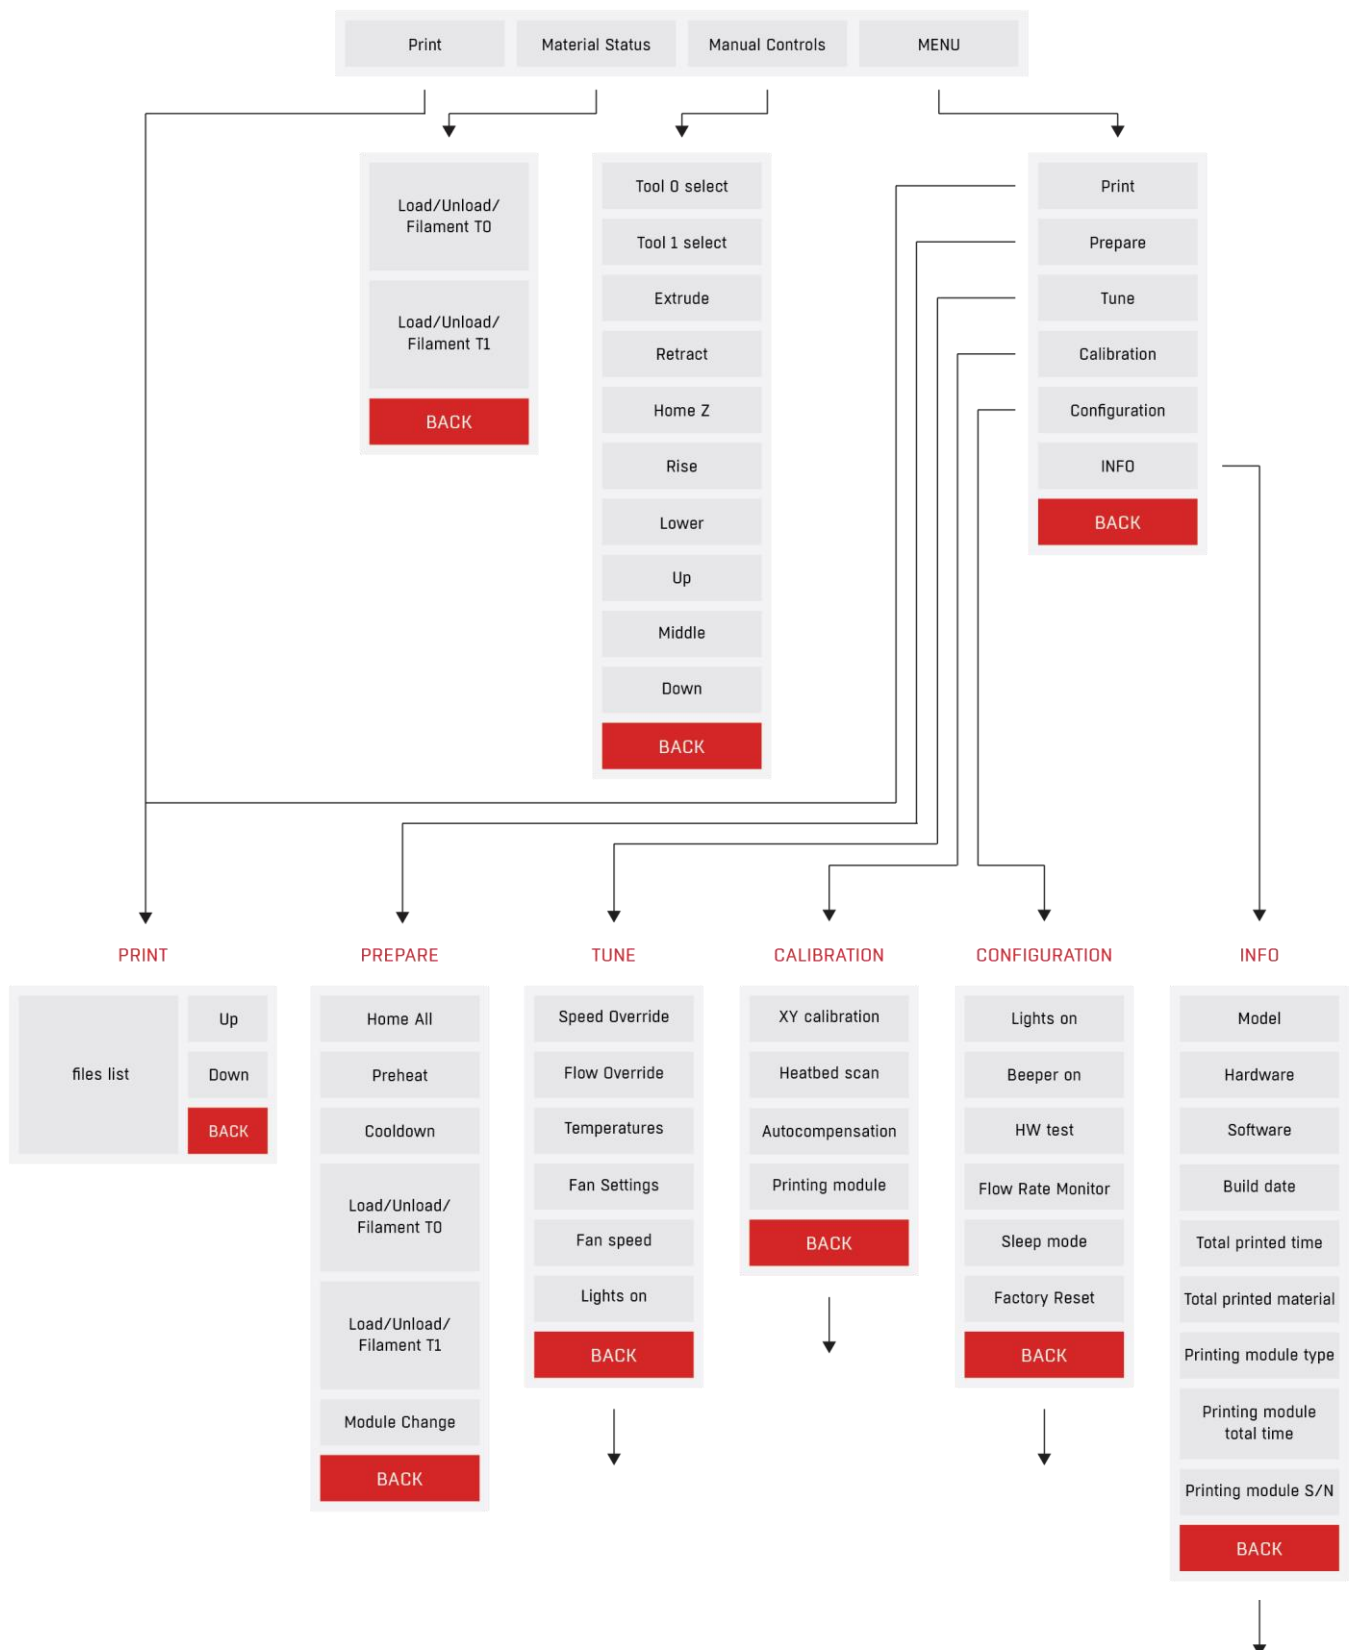 Print
Material Status
Manual Controls
MENU
Load/Unload/
Filament T0
Load/Unload/
Filament T1
BACK
Tool 0 select
Tool 1 select
Extrude
Retract
Home Z
Rise
Lower
Up
Middle
Down
BACK
Print
Prepare
Tune
Calibration
Configuration
INFO
BACK
PRINT
files list
Up
Down
BACK
PREPARE
Home All
Preheat
Cooldown
Load/Unload/
Filament T0
Load/Unload/
Filament T1
Module Change
BACK
TUNE
Speed Override
Flow Override
Temperatures
Fan Settings
Fan speed
Lights on
BACK
CALIBRATION
XY calibration
Heatbed scan
Autocompensation
Printing module
BACK
CONFIGURATION
Lights on
Beeper on
HW test
Flow Rate Monitor
Sleep mode
Factory Reset
BACK
INFO
Model
Hardware
Software
Build date
Total printed time
Total printed material
Printing module type
Printing module
total time
Printing module S/N
BACK